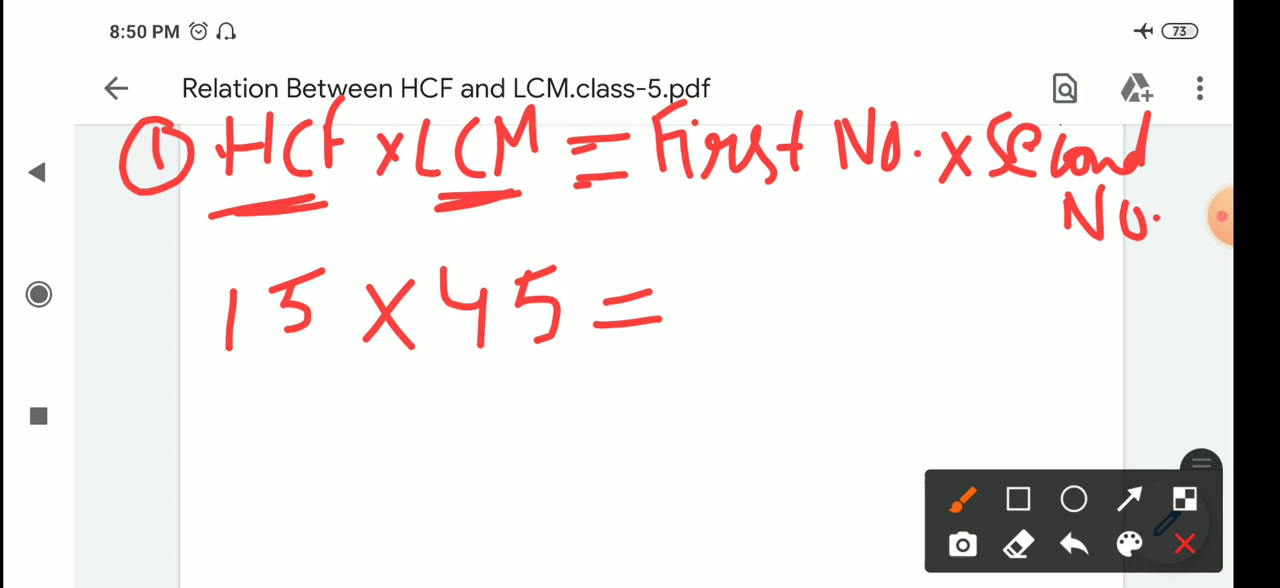 8:50 PM 73
Relation Between HCF and LCM.class-5.pdf
① HCF × LCM = First No. × Second
No.
15 × 45 =